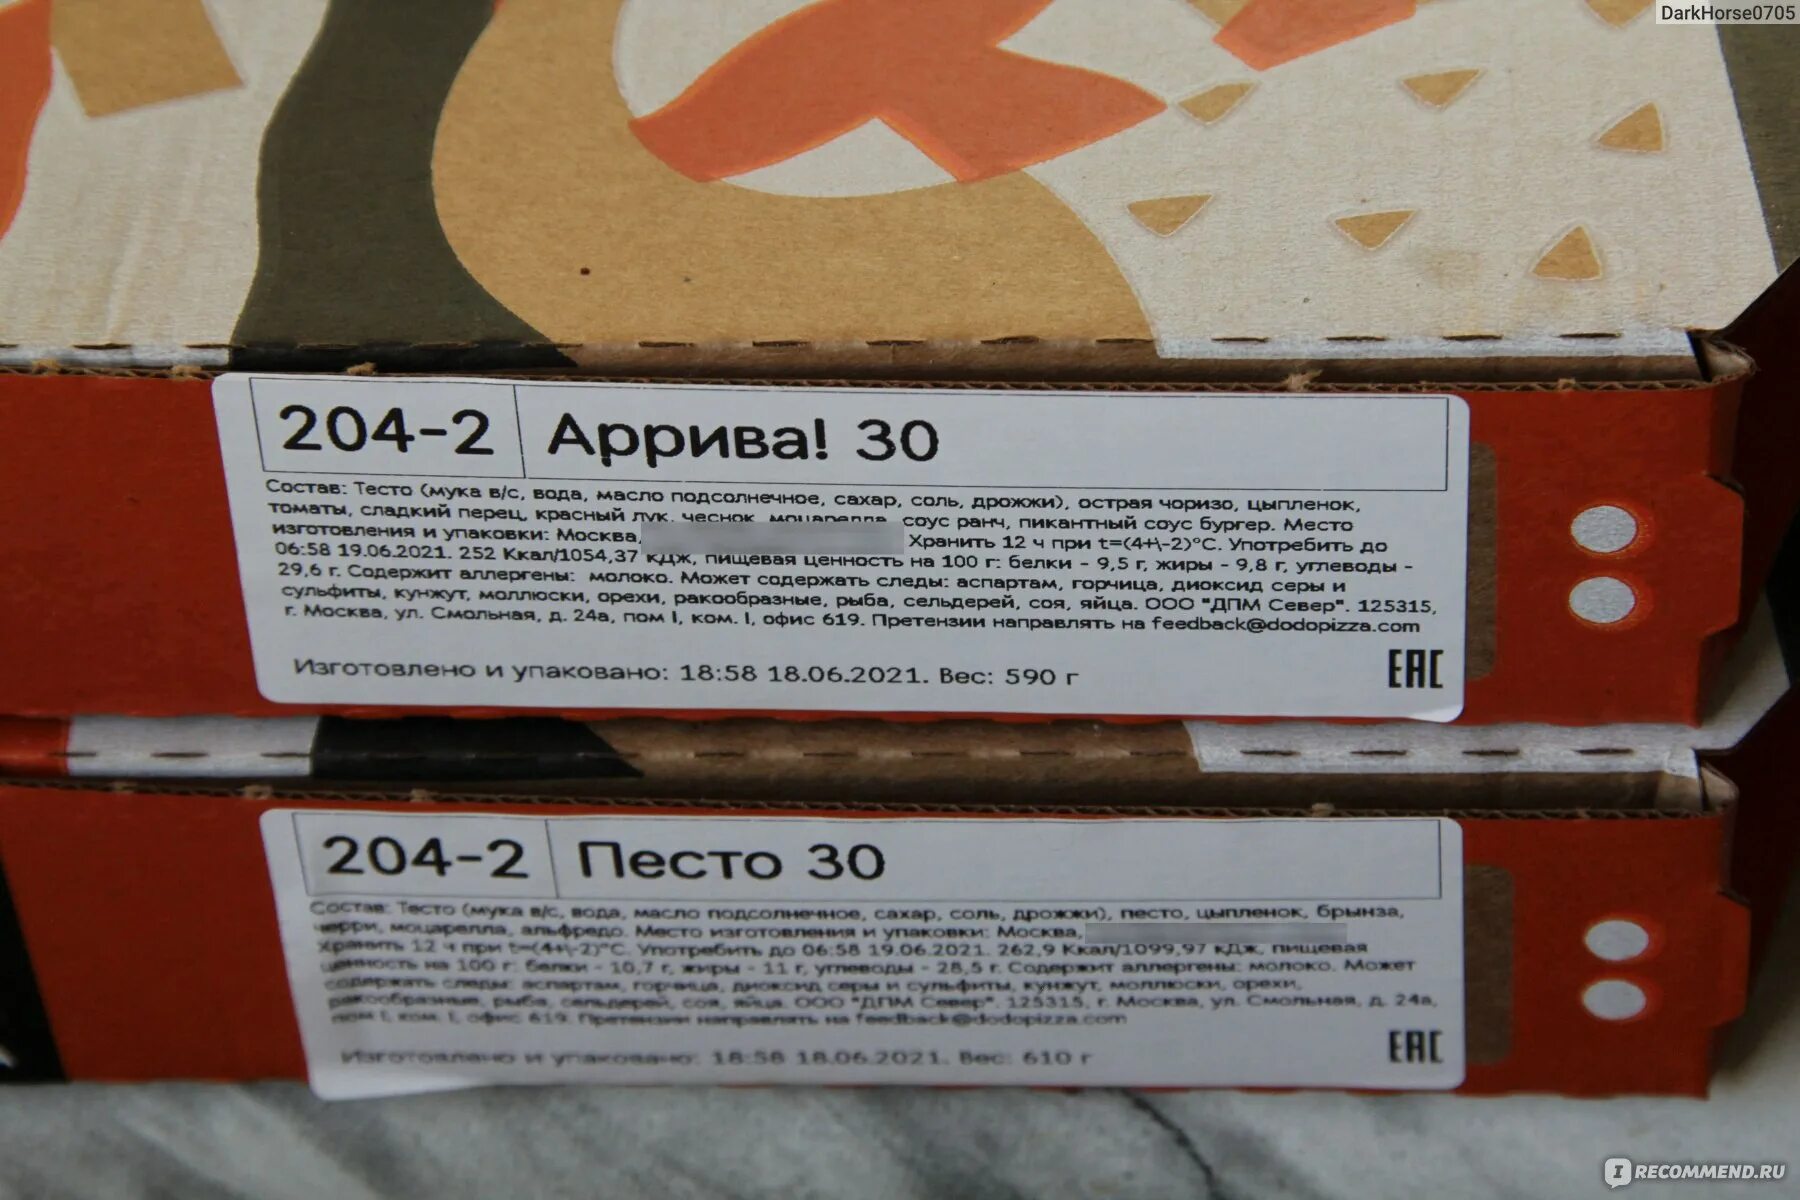 DarkHorse0705
204-2 Аррива! 30
Состав: Тесто (мука в/с, вода, масло подсолнечное, сахар, соль, дрожжи), острая чоризо, цыпленок,
томаты, сладкий перец, красный лук, чеснок, моцарелла, соус ранч, пикантный соус бургер. Место
изготовления и упаковки: Москва, Хранить 12 ч при t=(4+\-2)°С. Употребить до
06:58 19.06.2021. 252 Ккал/1054,37 кДж, пищевая ценность на 100 г: белки - 9,5 г, жиры - 9,8 г, углеводы -
29,6 г. Содержит аллергены: молоко. Может содержать следы: аспартам, горчица, диоксид серы и
сульфиты, кунжут, моллюски, орехи, ракообразные, рыба, сельдерей, соя, яйца. ООО "ДПМ Север". 125315,
г. Москва, ул. Смольная, д. 24а, пом I, ком. I, офис 619. Претензии направлять на feedback@dodopizza.com
Изготовлено и упаковано: 18:58 18.06.2021. Вес: 590 г
EAC
204-2 Песто 30
Состав: Тесто (мука в/с, вода, масло подсолнечное, сахар, соль, дрожжи), песто, цыпленок, брынза,
черри, моцарелла, альфредо. Место изготовления и упаковки: Москва,
Хранить 12 ч при t=(4+\-2)°С. Употребить до 06:58 19.06.2021. 262,9 Ккал/1099,97 кДж, пищевая
ценность на 100 г: белки - 10,7 г, жиры - 11 г, углеводы - 28,5 г. Содержит аллергены: молоко. Может
содержать следы: аспартам, горчица, диоксид серы и сульфиты, кунжут, моллюски, орехи,
ракообразные, рыба, сельдерей, соя, яйца. ООО "ДПМ Север". 125315, г. Москва, ул. Смольная, д. 24а,
пом I, ком. I, офис 619. Претензии направлять на feedback@dodopizza.com
Изготовлено и упаковано: 18:58 18.06.2021. Вес: 610 г
EAC
IRECOMMEND.RU